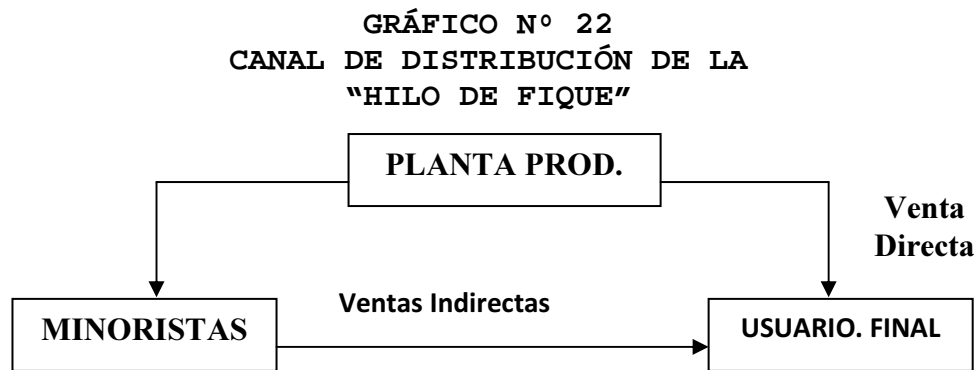 GRÁFICO Nº 22
CANAL DE DISTRIBUCIÓN DE LA
“HILO DE FIQUE”
PLANTA PROD.
Venta
Directa
Ventas Indirectas
MINORISTAS
USUARIO. FINAL